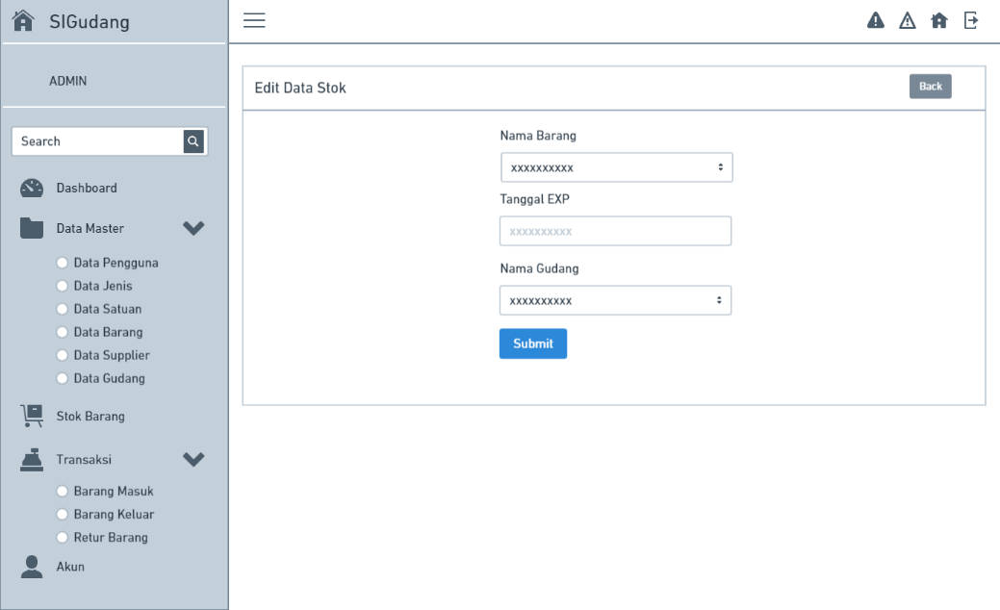 SIGudang
ADMIN
Search
Dashboard
Data Master
Data Pengguna
Data Jenis
Data Satuan
Data Barang
Data Supplier
Data Gudang
Stok Barang
Transaksi
Barang Masuk
Barang Keluar
Retur Barang
Akun
Edit Data Stok
Back
Nama Barang
xxxxxxxxxx
Tanggal EXP
xxxxxxxxxx
Nama Gudang
xxxxxxxxxx
Submit